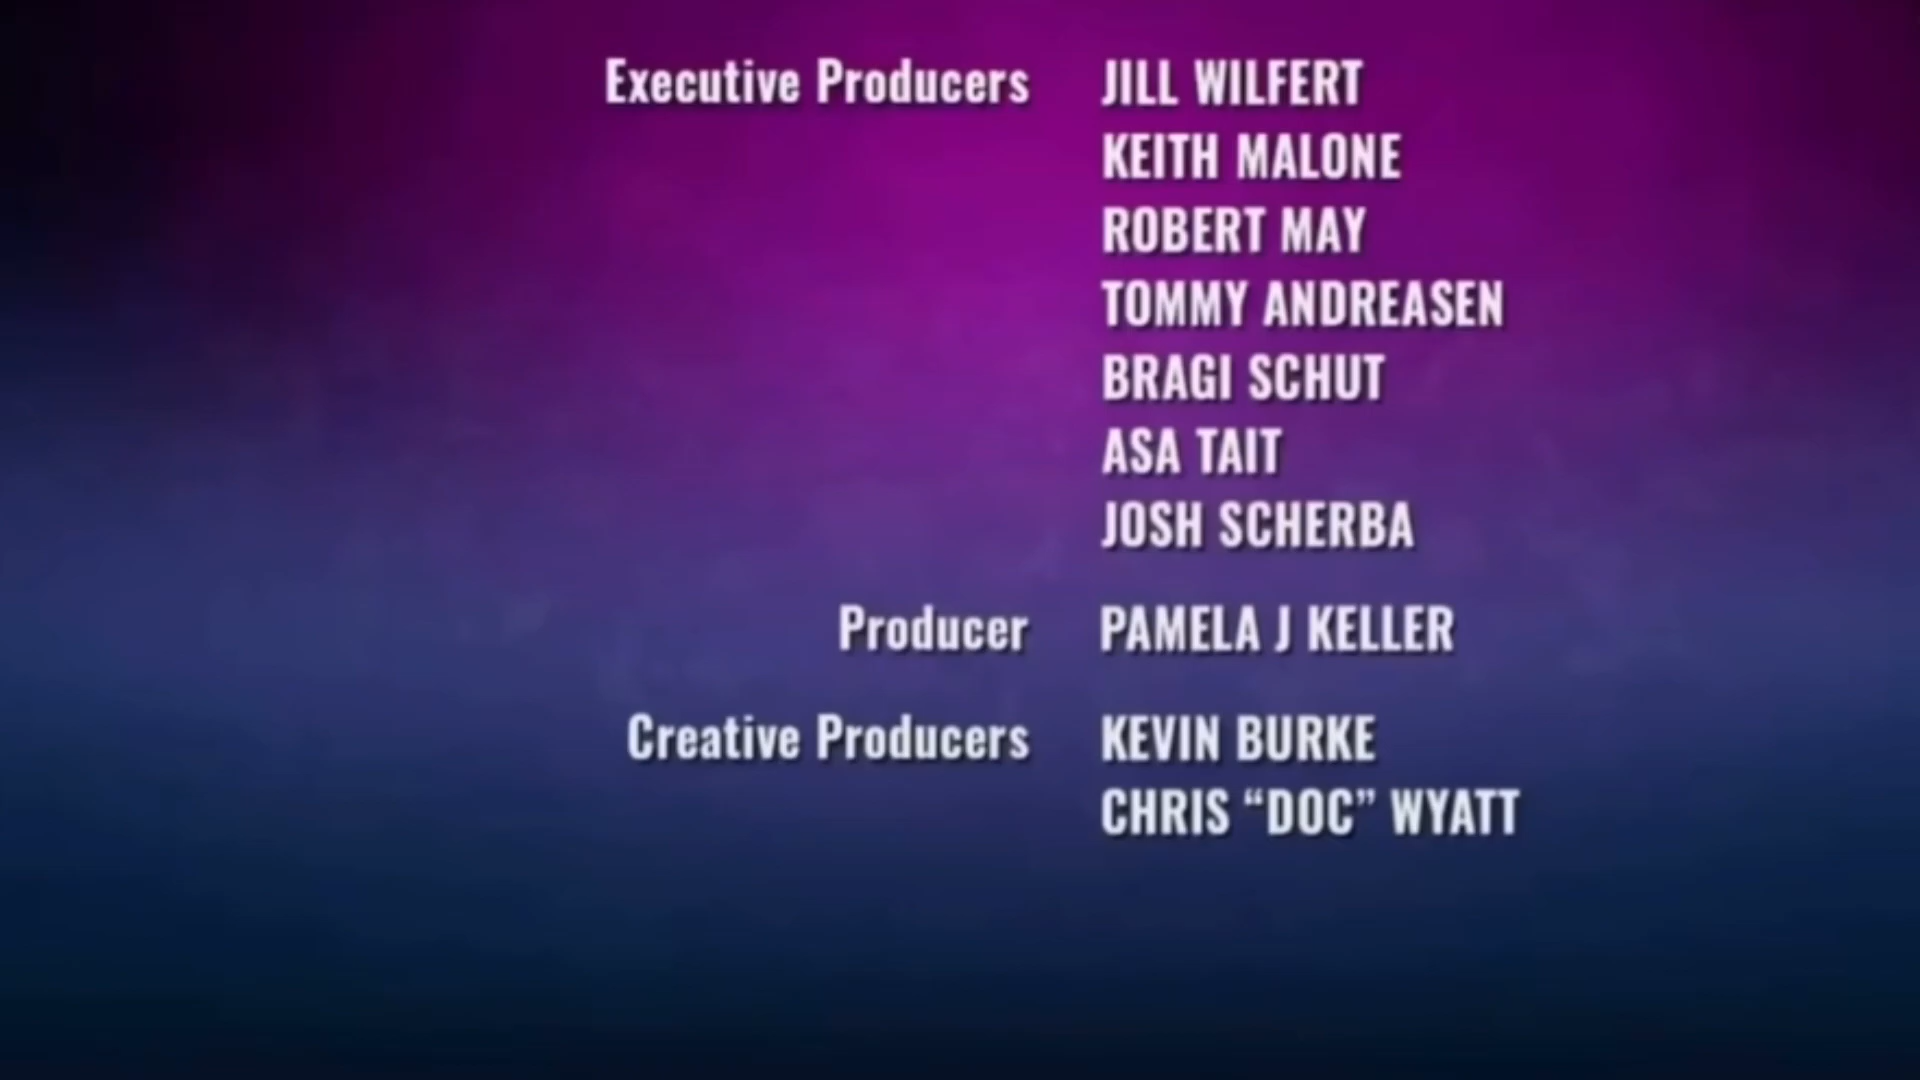 Executive Producers JILL WILFERT
KEITH MALONE
ROBERT MAY
TOMMY ANDREASEN
BRAGI SCHUT
ASA TAIT
JOSH SCHERBA
Producer PAMELA J KELLER
Creative Producers KEVIN BURKE
CHRIS “DOC” WYATT